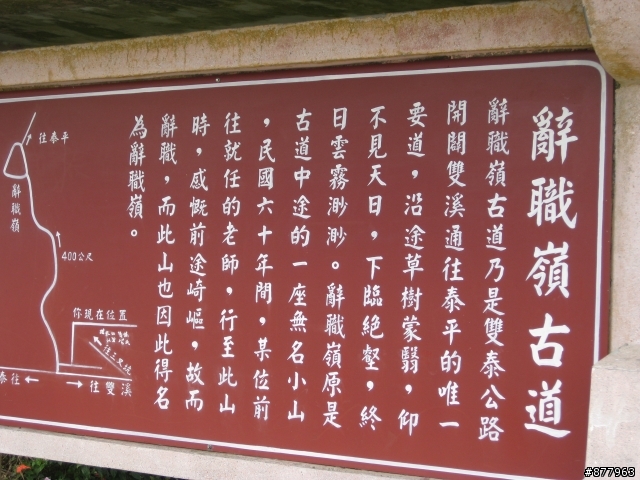 辭職嶺古道
辭職嶺古道乃是雙泰公路
開闢雙溪通往泰平的唯一
要道，沿途草樹蒙翳，仰
不見天日，下臨絕壑，終
日雲霧渺渺。辭職嶺原是
古道中途的一座無名小山
，民國六十年間，某位前
往就任的老師，行至此山
時，感慨前途崎嶇，故而
辭職，而此山也因此得名
為辭職嶺。
往泰平
辭職嶺
400公尺
你現在位置
泰往
往雙溪
#877963